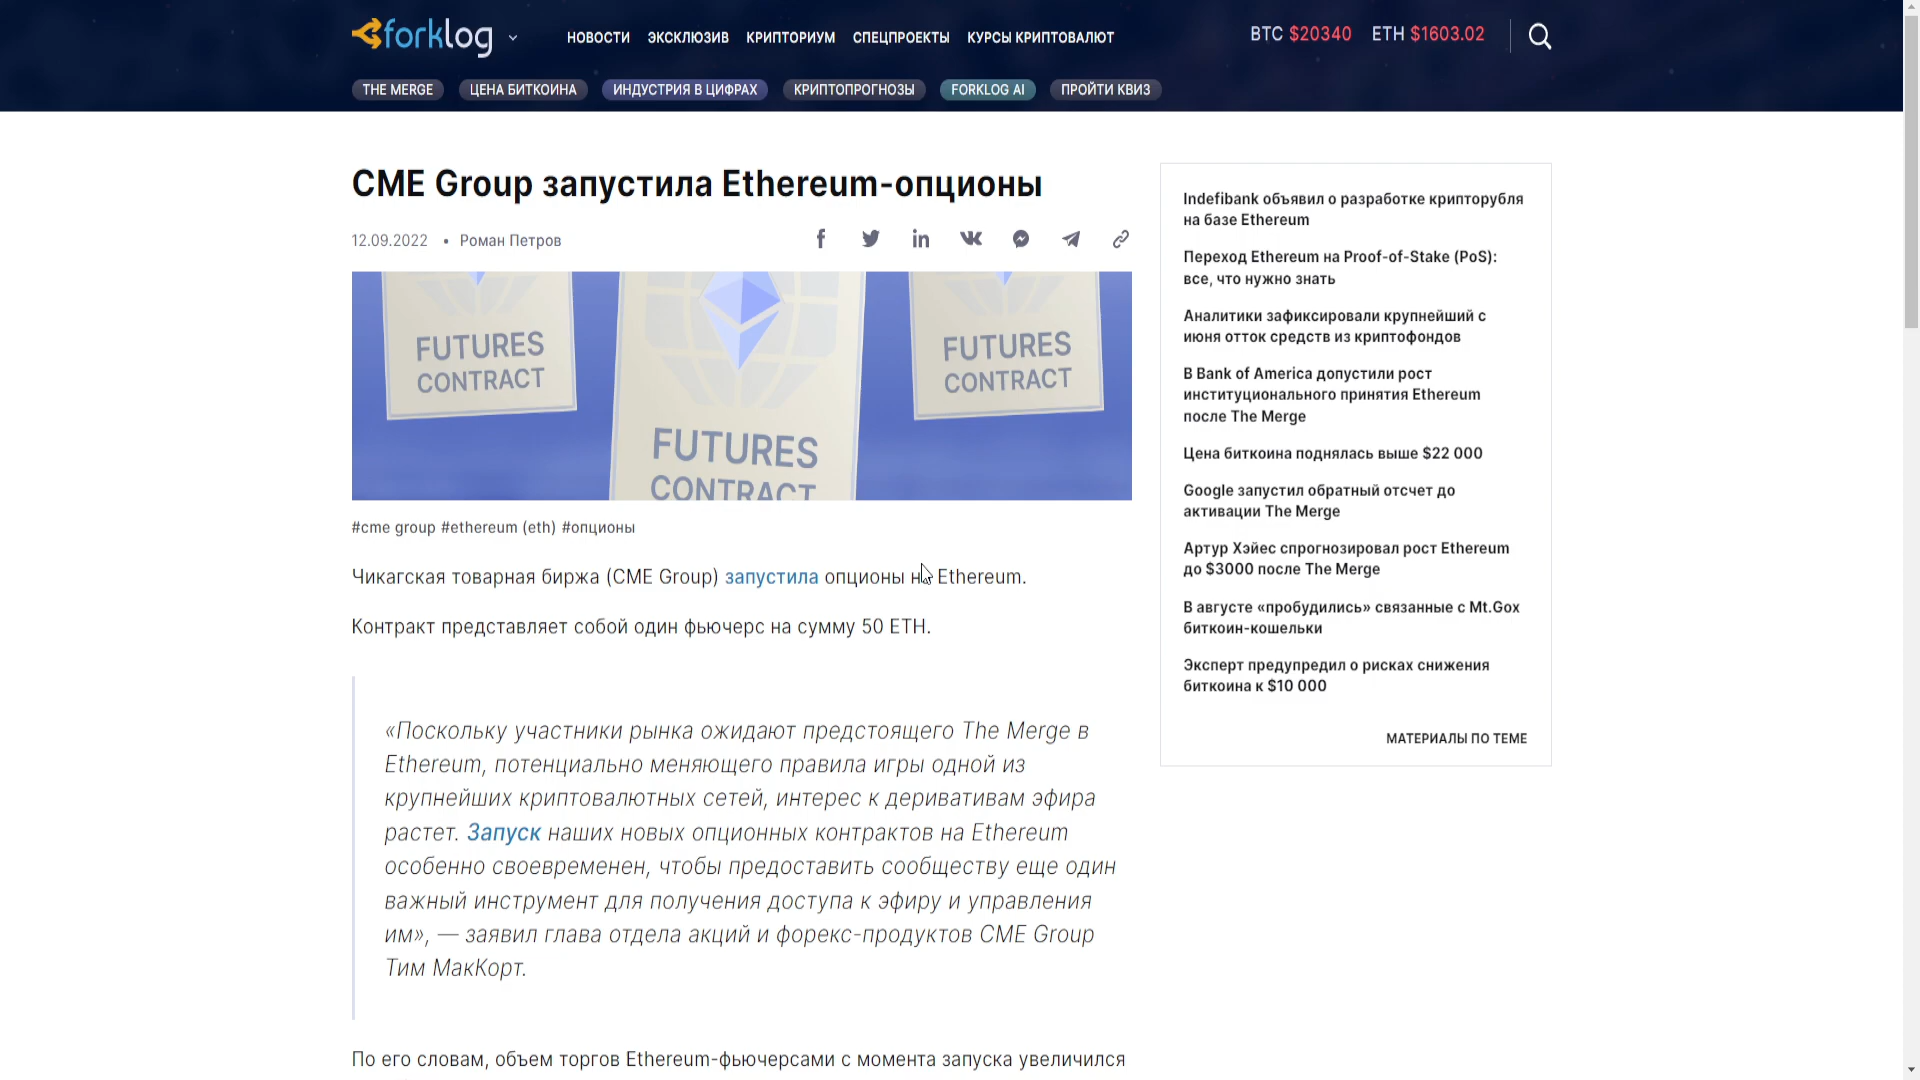 forklog
НОВОСТИ ЭКСКЛЮЗИВ КРИПТОРИУМ СПЕЦПРОЕКТЫ КУРСЫ КРИПТОВАЛЮТ
BTC $20340 ETH $1603.02
THE MERGE ЦЕНА БИТКОИНА ИНДУСТРИЯ В ЦИФРАХ КРИПТОПРОГНОЗЫ FORKLOG AI ПРОЙТИ КВИЗ
CME Group запустила Ethereum-опционы
12.09.2022 • Роман Петров
FUTURES
CONTRACT
FUTURES
CONTRACT
FUTURES
CONTRACT
#cme group #ethereum (eth) #опционы
Чикагская товарная биржа (CME Group) запустила опционы на Ethereum.
Контракт представляет собой один фьючерс на сумму 50 ETH.
«Поскольку участники рынка ожидают предстоящего The Merge в
Ethereum, потенциально меняющего правила игры одной из
крупнейших криптовалютных сетей, интерес к деривативам эфира
растет. Запуск наших новых опционных контрактов на Ethereum
особенно своевременен, чтобы предоставить сообществу еще один
важный инструмент для получения доступа к эфиру и управления
им», — заявил глава отдела акций и форекс-продуктов CME Group
Тим МакКорт.
По его словам, объем торгов Ethereum-фьючерсами с момента запуска увеличился
Indefibank объявил о разработке крипторубля
на базе Ethereum
Переход Ethereum на Proof-of-Stake (PoS):
все, что нужно знать
Аналитики зафиксировали крупнейший с
июня отток средств из криптофондов
В Bank of America допустили рост
институционального принятия Ethereum
после The Merge
Цена биткоина поднялась выше $22 000
Google запустил обратный отсчет до
активации The Merge
Артур Хэйес спрогнозировал рост Ethereum
до $3000 после The Merge
В августе «пробудились» связанные с Mt.Gox
биткоин-кошельки
Эксперт предупредил о рисках снижения
биткоина к $10 000
МАТЕРИАЛЫ ПО ТЕМЕ